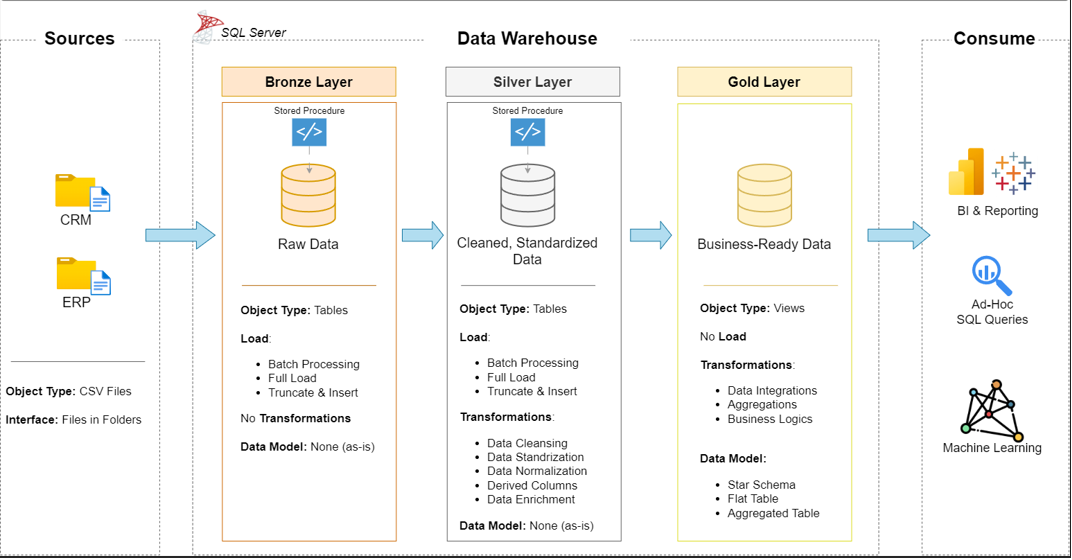 Sources
SQL Server
Data Warehouse
Consume
Bronze Layer
Silver Layer
Gold Layer
Stored Procedure
Stored Procedure
</>
</>
CRM
ERP
Object Type: CSV Files
Interface: Files in Folders
Raw Data
Object Type: Tables
Load:
Batch Processing
Full Load
Truncate & Insert
No Transformations
Data Model: None (as-is)
Cleaned, Standardized
Data
Object Type: Tables
Load:
Batch Processing
Full Load
Truncate & Insert
Transformations:
Data Cleansing
Data Standrization
Data Normalization
Derived Columns
Data Enrichment
Data Model: None (as-is)
Business-Ready Data
Object Type: Views
No Load
Transformations:
Data Integrations
Aggregations
Business Logics
Data Model:
Star Schema
Flat Table
Aggregated Table
BI & Reporting
Ad-Hoc
SQL Queries
Machine Learning